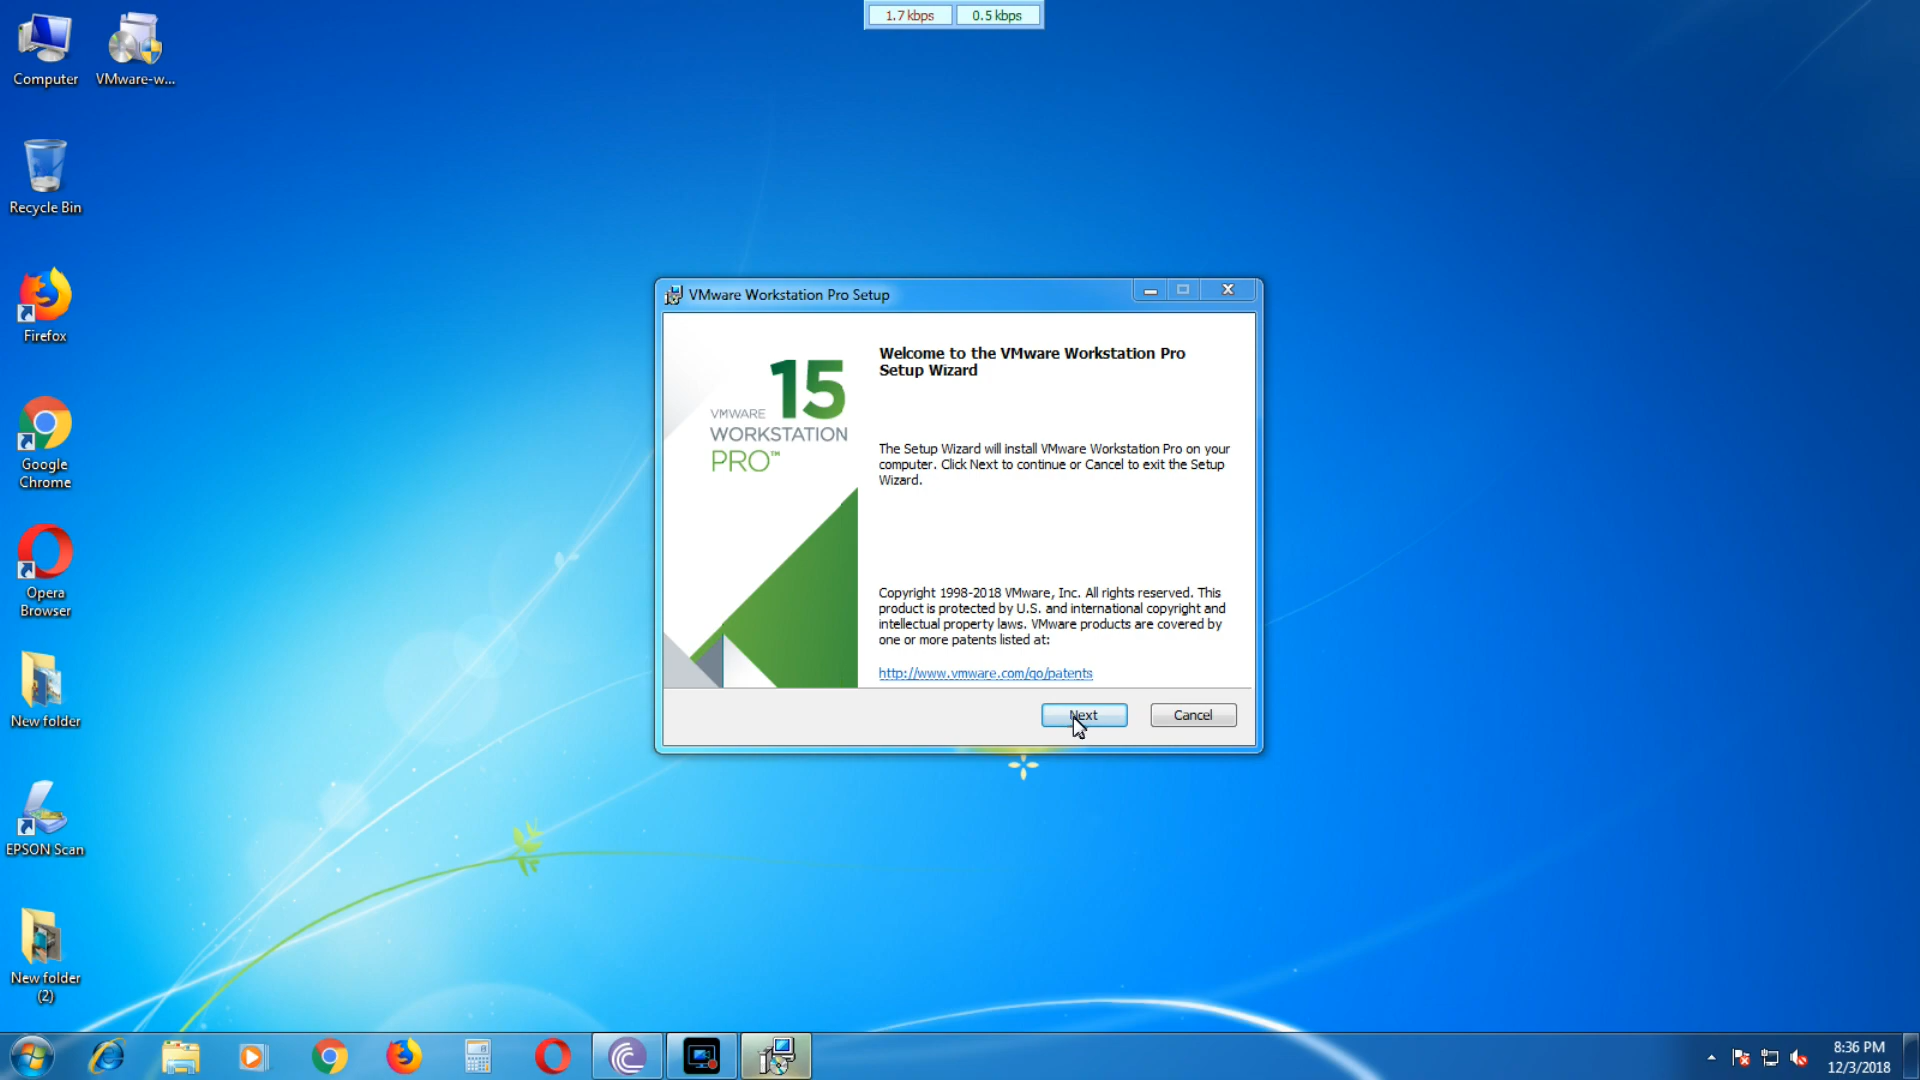 1.7 kbps
0.5 kbps
Computer
VMware-w...
Recycle Bin
Firefox
Google
Chrome
Opera
Browser
New folder
EPSON Scan
New folder
(2)
VMware Workstation Pro Setup
15
VMWARE
WORKSTATION
PRO™
Welcome to the VMware Workstation Pro
Setup Wizard
The Setup Wizard will install VMware Workstation Pro on your
computer. Click Next to continue or Cancel to exit the Setup
Wizard.
Copyright 1998-2018 VMware, Inc. All rights reserved. This
product is protected by U.S. and international copyright and
intellectual property laws. VMware products are covered by
one or more patents listed at:
http://www.vmware.com/go/patents
Next
Cancel
8:36 PM
12/3/2018